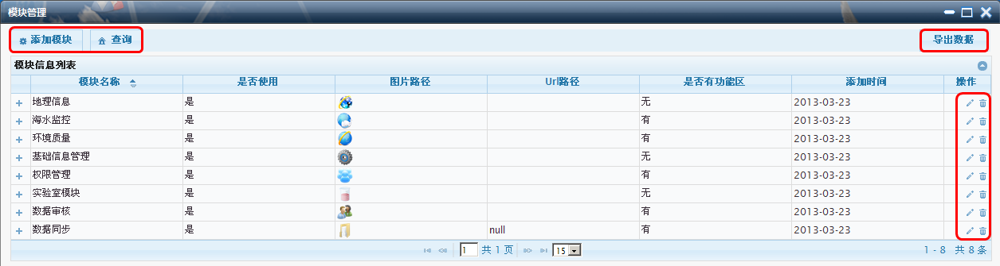 模块管理
添加模块 查询 导出数据
模块信息列表
模块名称 是否使用 图片路径 Url路径 是否有功能区 添加时间 操作
地理信息 是 无 2013-03-23
海水监控 是 有 2013-03-23
环境质量 是 有 2013-03-23
基础信息管理 是 无 2013-03-23
权限管理 是 有 2013-03-23
实验室模块 是 无 2013-03-23
数据审核 是 有 2013-03-23
数据同步 是 null 有 2013-03-23
1 共 1 页 15 1 - 8 共 8 条